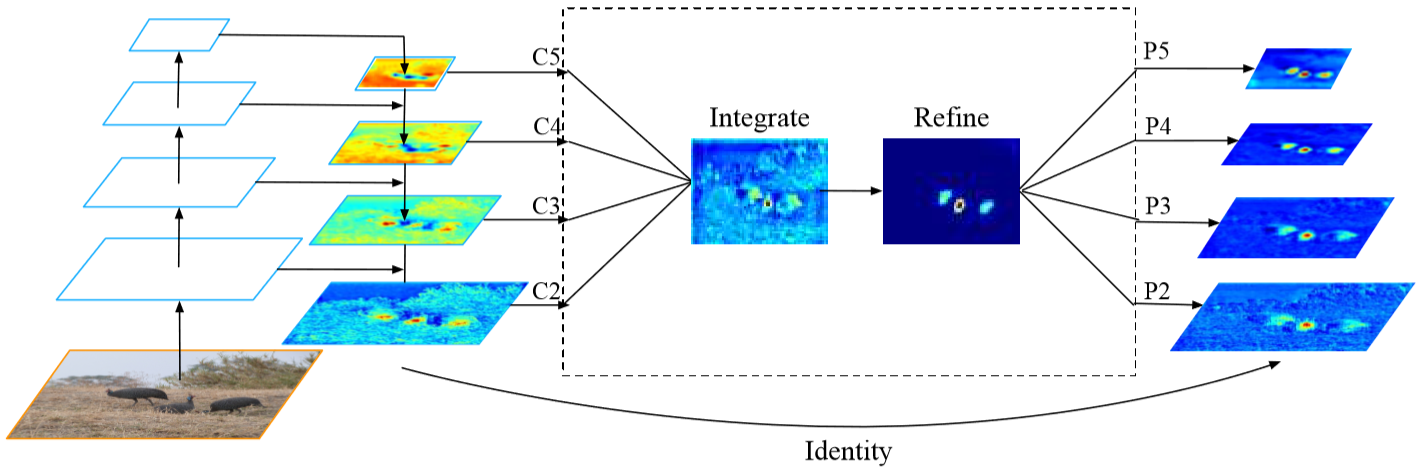 C5
P5
Integrate
Refine
C4
P4
C3
P3
C2
P2
Identity